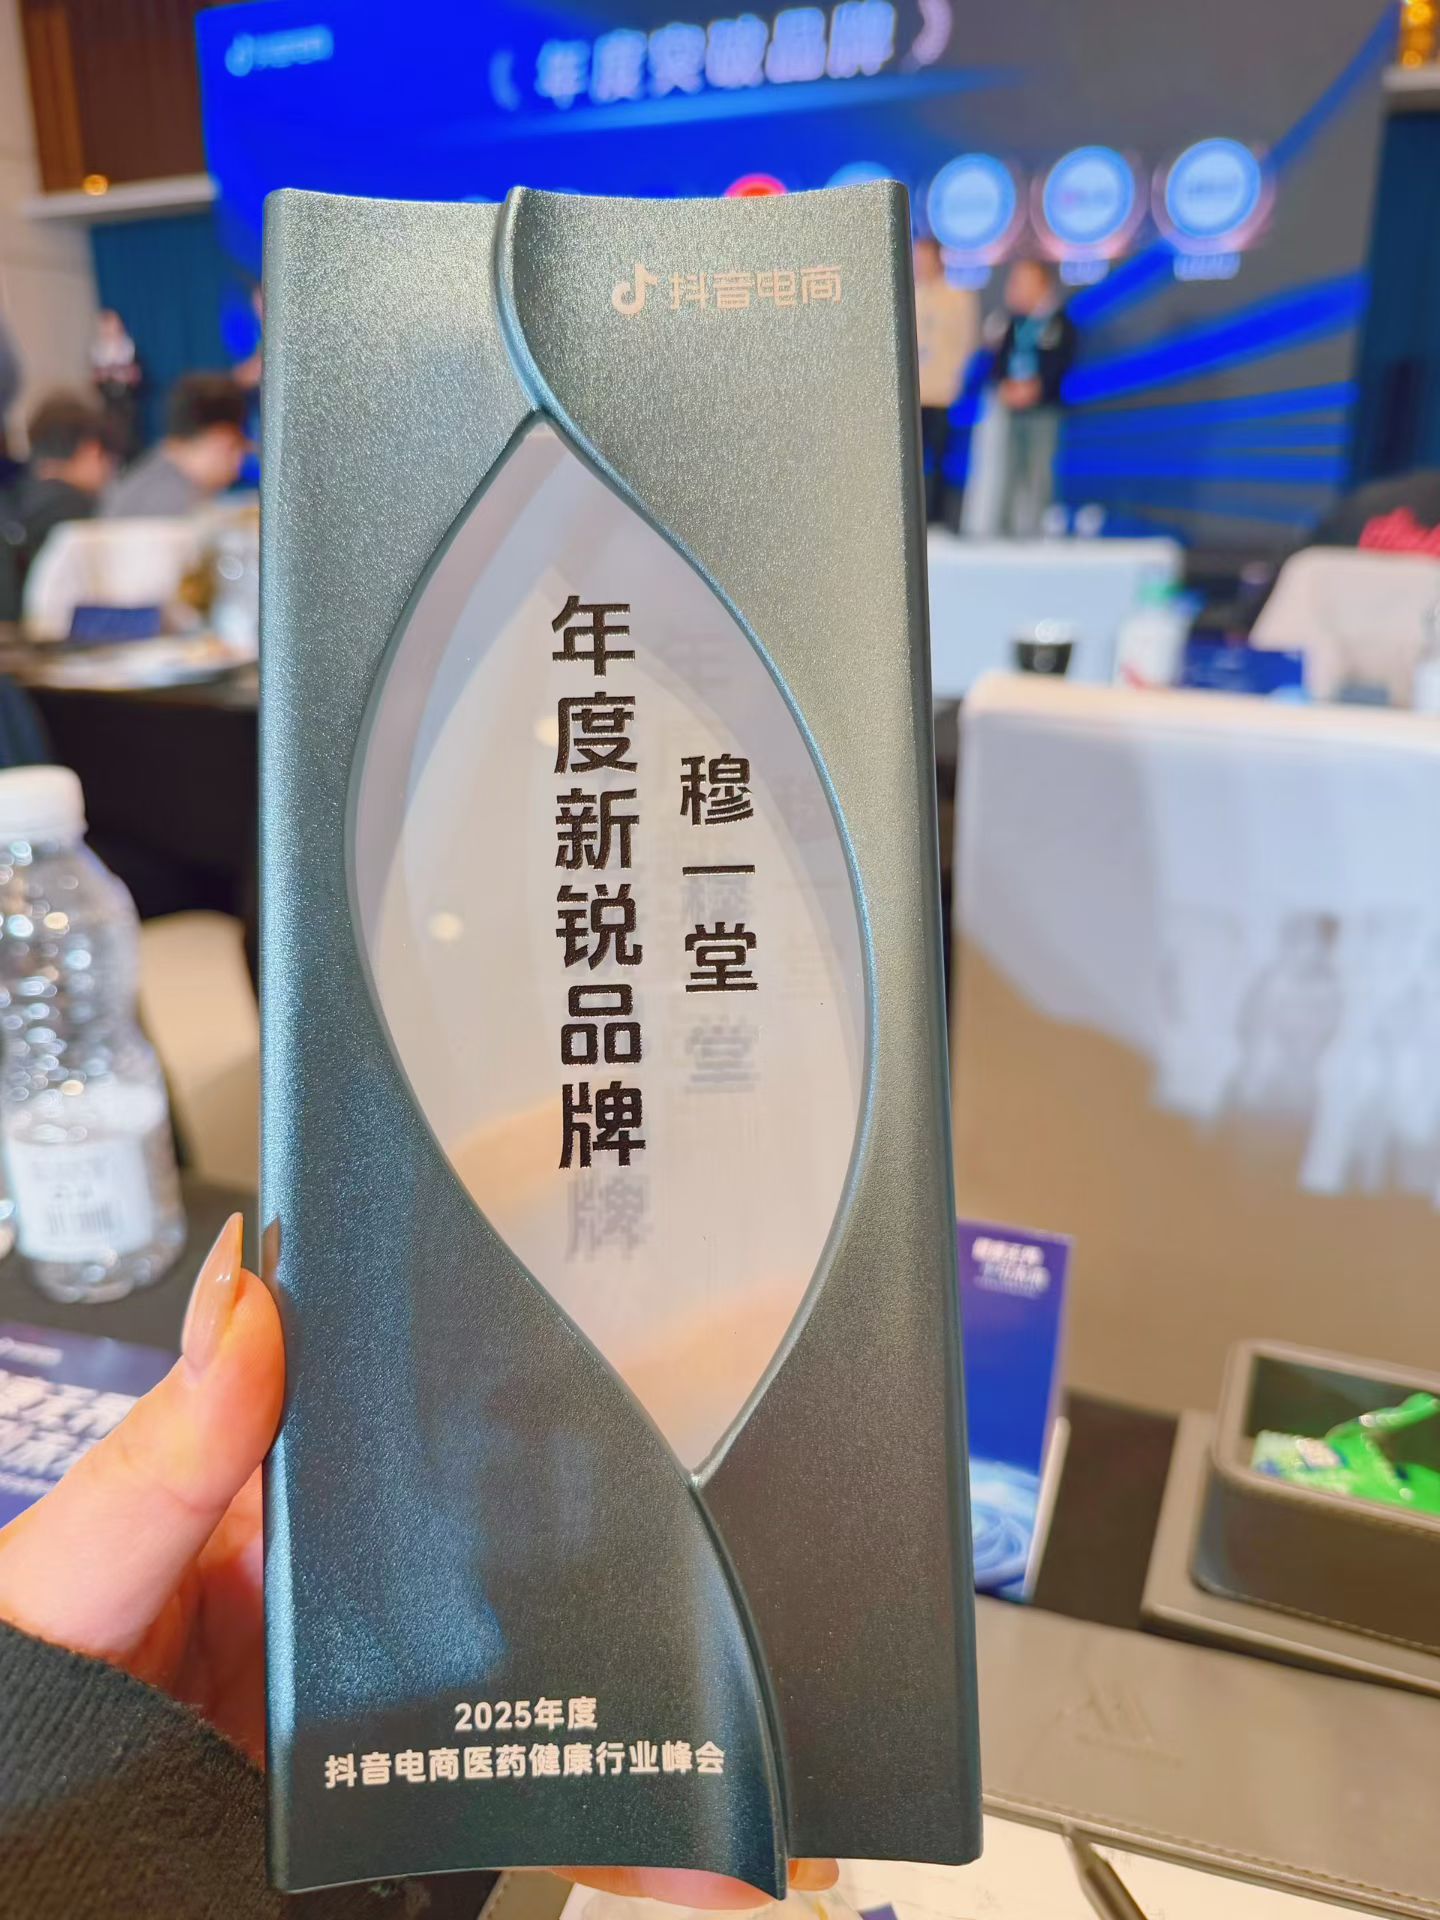 年度突破品牌
抖音电商
穆一堂
年度新锐品牌
2025年度
抖音电商医药健康行业峰会